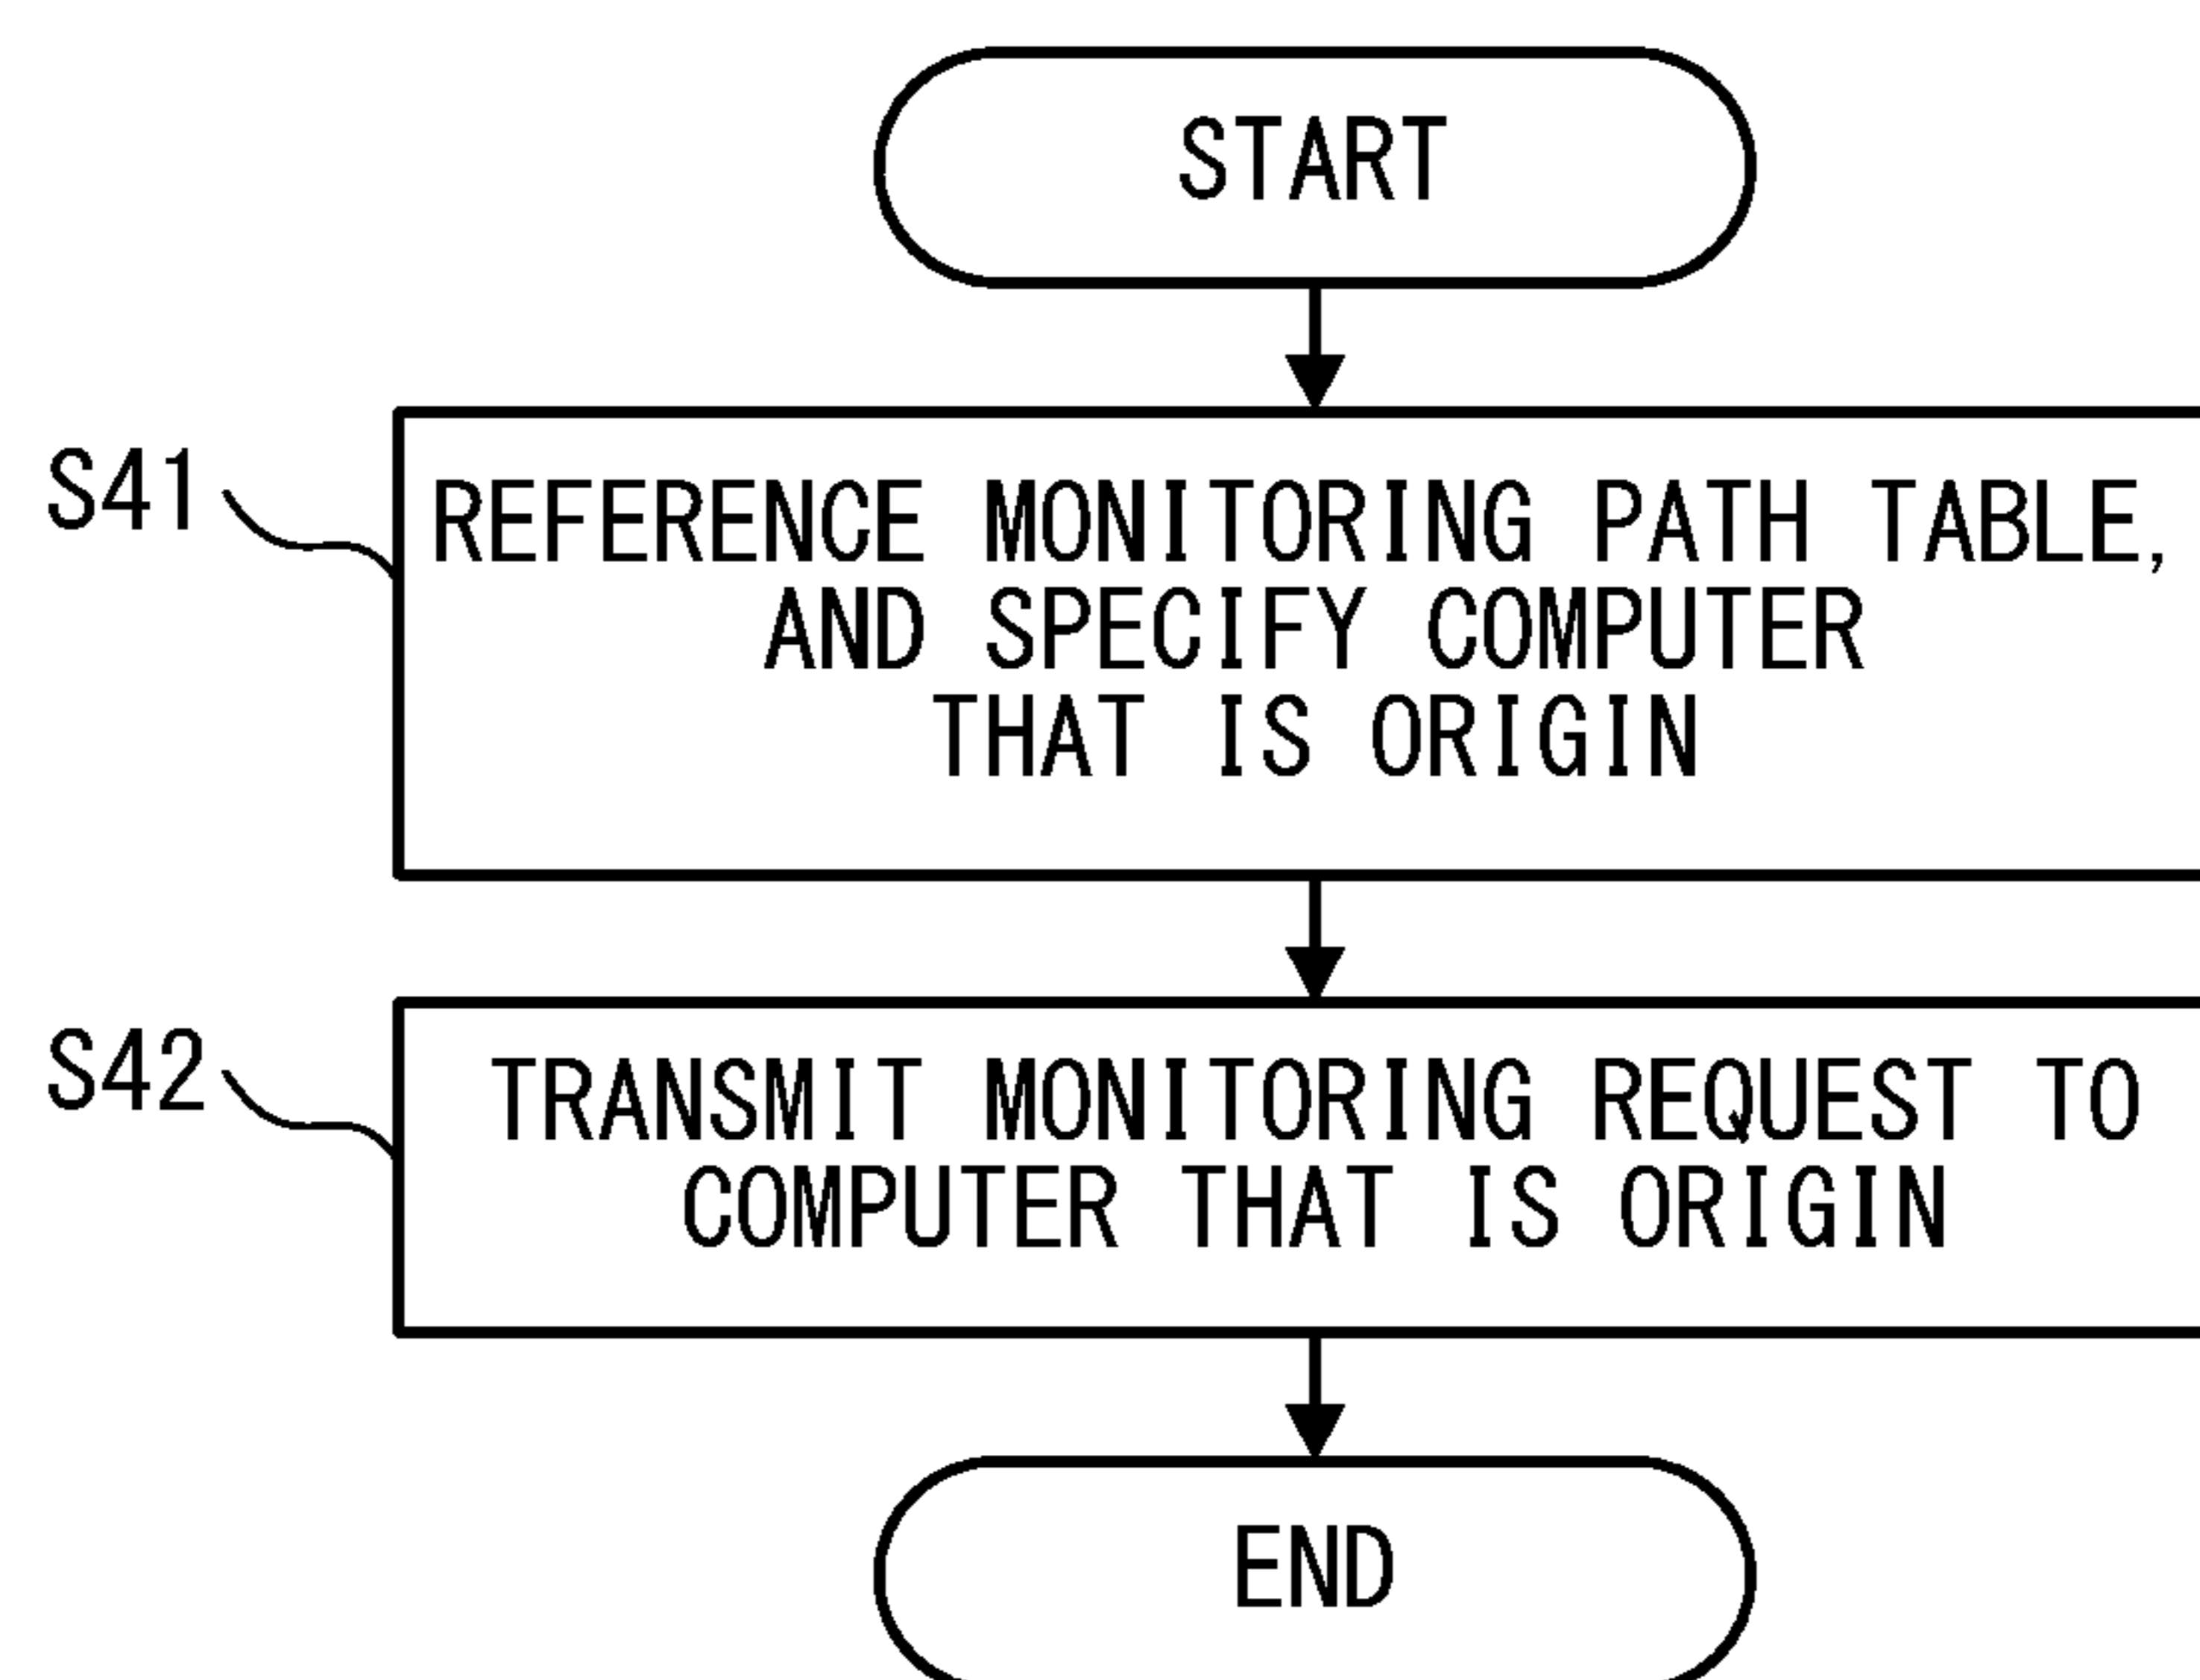 START
S41
REFERENCE MONITORING PATH TABLE,
AND SPECIFY COMPUTER
THAT IS ORIGIN
S42
TRANSMIT MONITORING REQUEST TO
COMPUTER THAT IS ORIGIN
END